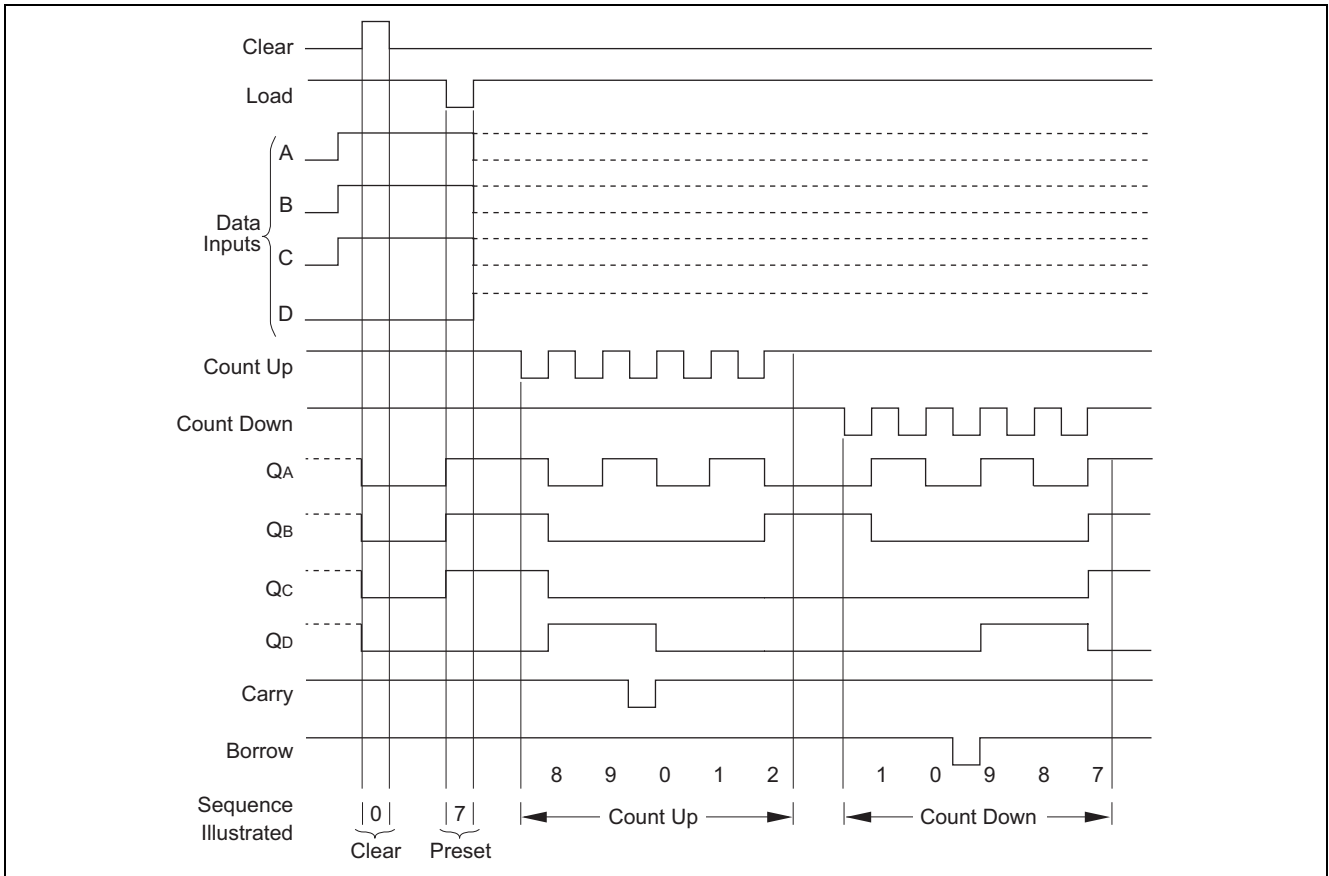 Clear
Load
A
B
Data
Inputs
C
D
Count Up
Count Down
QA
QB
QC
QD
Carry
Borrow
8 9 0 1 2 1 0 9 8 7
Sequence
Illustrated
0 7 Count Up Count Down
Clear Preset